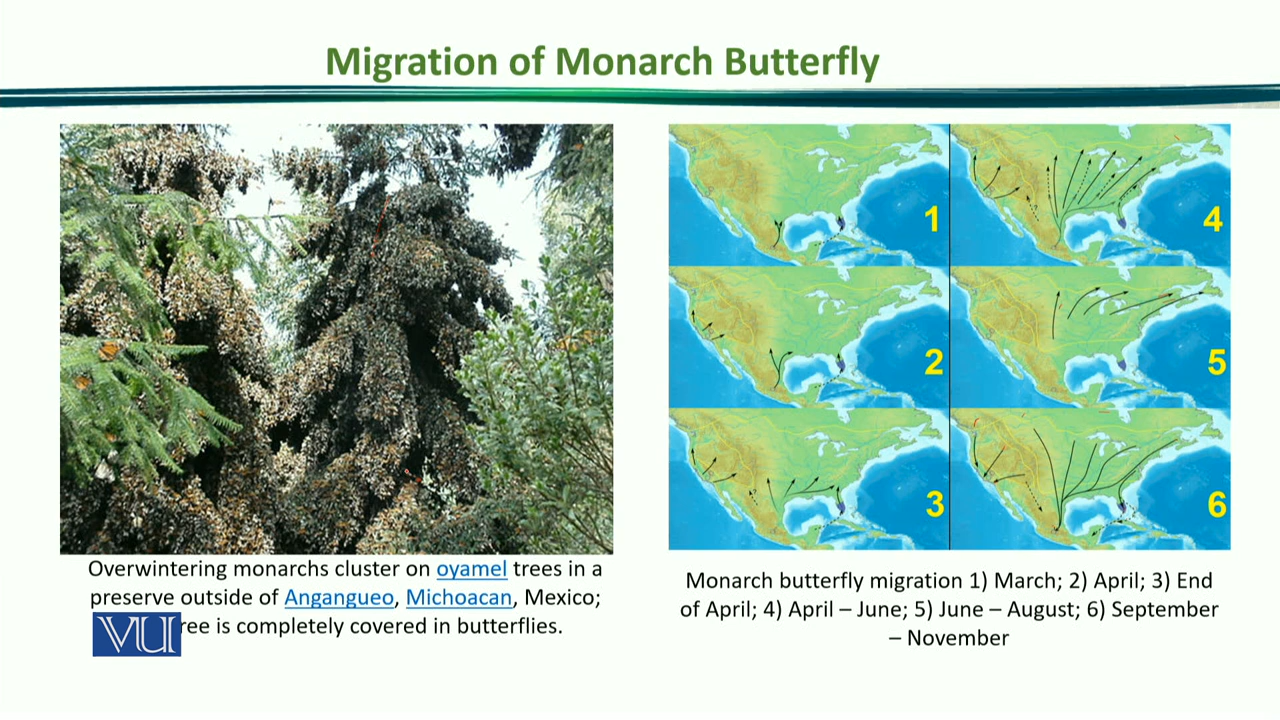 Migration of Monarch Butterfly
1
4
2
5
3
6
Overwintering monarchs cluster on oyamel trees in a
preserve outside of Angangueo, Michoacan, Mexico;
VU ree is completely covered in butterflies.
Monarch butterfly migration 1) March; 2) April; 3) End
of April; 4) April – June; 5) June – August; 6) September
– November